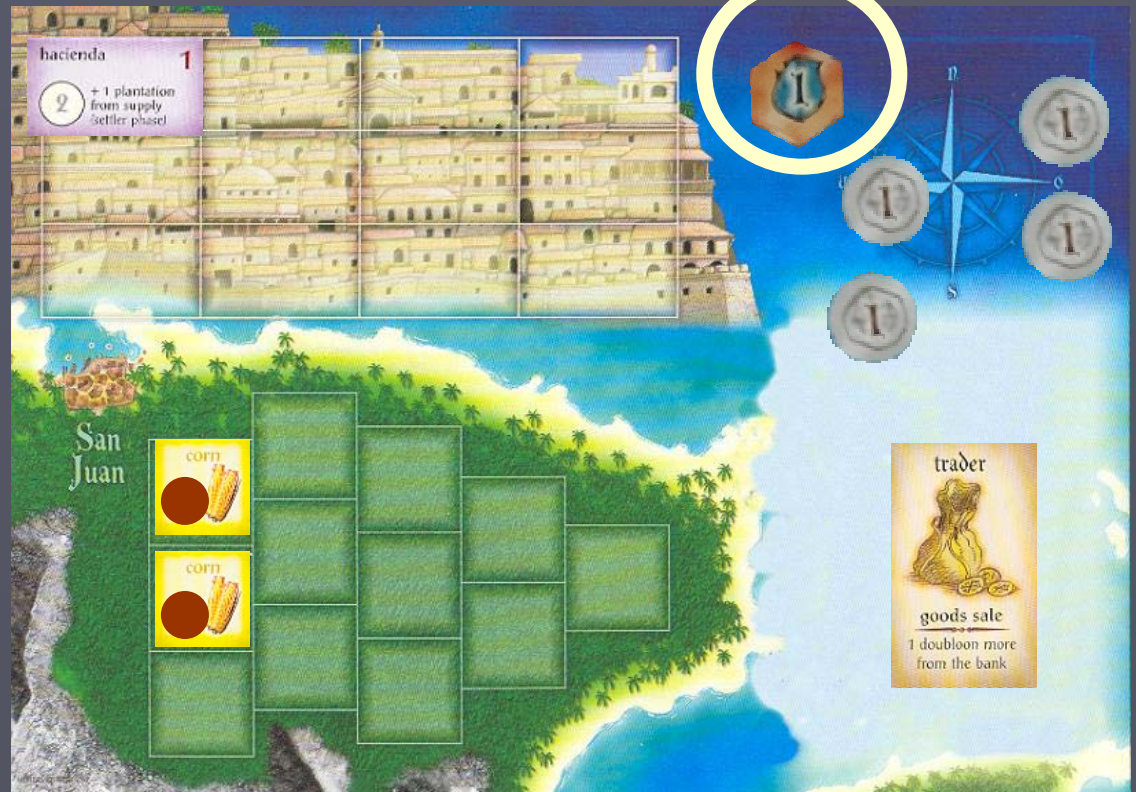 hacienda 1
2 + 1 plantation
from supply
(settler phase)
1
N
1
1
O
1
1
S
San
Juan
corn
corn
trader
goods sale
1 doubloon more
from the bank